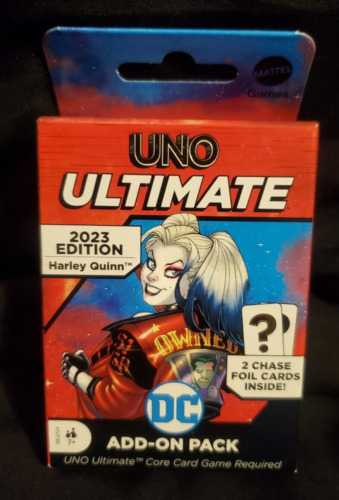 MATTEL
Games
UNO
ULTIMATE
2023
EDITION
Harley Quinn™
OWNED
?
2 CHASE
FOIL CARDS
INSIDE!
DC
7+
ADD-ON PACK
UNO Ultimate™ Core Card Game Required